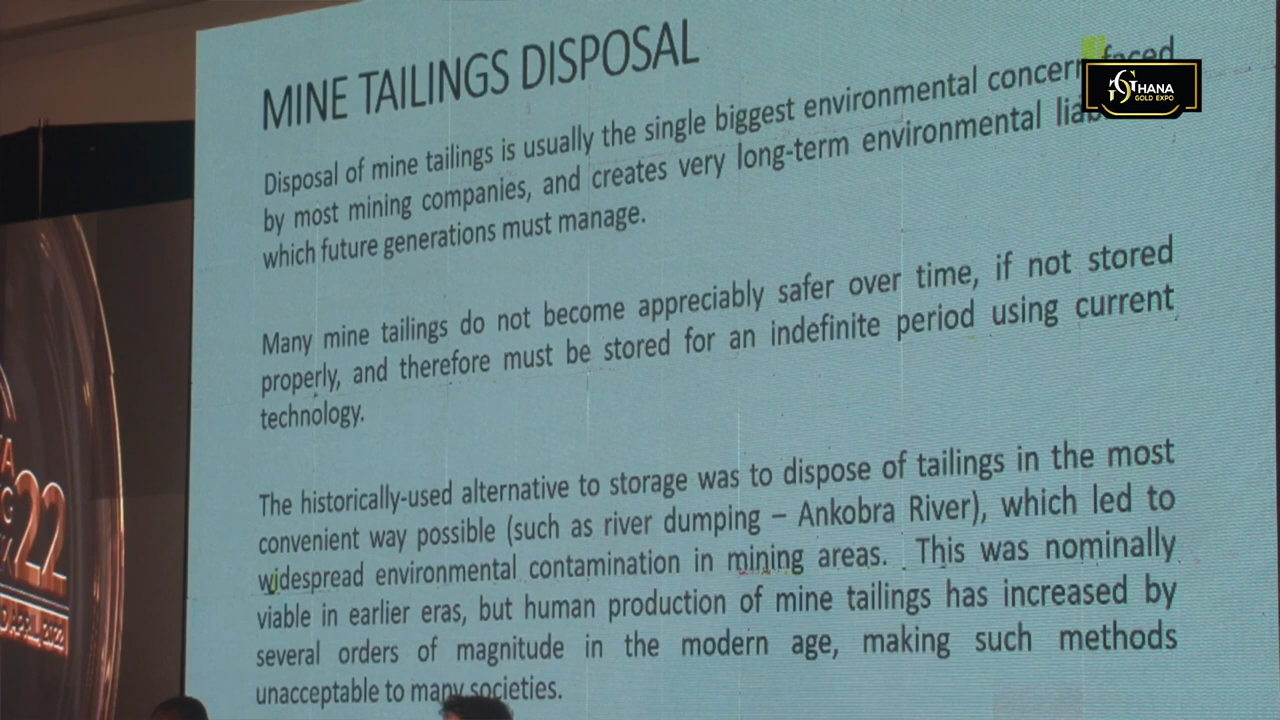 MINE TAILINGS DISPOSAL
Disposal of mine tailings is usually the single biggest environmental concern faced
by most mining companies, and creates very long-term environmental
which future generations must manage.
Many mine tailings do not become appreciably safer over time, if not stored
properly, and therefore must be stored for an indefinite period using current
technology.
The historically-used alternative to storage was to dispose of tailings in the most
convenient way possible (such as river dumping – Ankobra River), which led to
widespread environmental contamination in mining areas. This was nominally
viable in earlier eras, but human production of mine tailings has increased by
several orders of magnitude in the modern age, making such methods
unacceptable to many societies.
GHANA
GOLD EXPO
22
APRIL, 2022